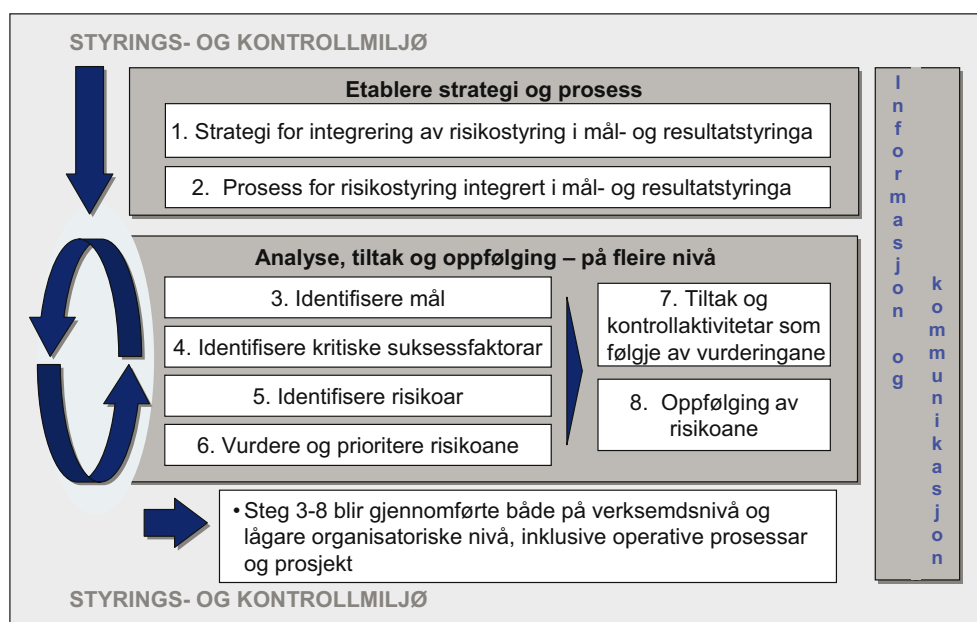 STYRINGS- OG KONTROLLMILJØ
Etablere strategi og prosess
1. Strategi for integrering av risikostyring i mål- og resultatstyringa
2. Prosess for risikostyring integrert i mål- og resultatstyringa
Analyse, tiltak og oppfølging – på fleire nivå
3. Identifisere mål
4. Identifisere kritiske suksessfaktorar
5. Identifisere risikoar
6. Vurdere og prioritere risikoane
7. Tiltak og
kontrollaktivitetar som
følgje av vurderingane
8. Oppfølging av
risikoane
• Steg 3-8 blir gjennomførte både på verksemdsnivå og
lågare organisatoriske nivå, inklusive operative prosessar
og prosjekt
Informasjon og
kommunikasjon
STYRINGS- OG KONTROLLMILJØ